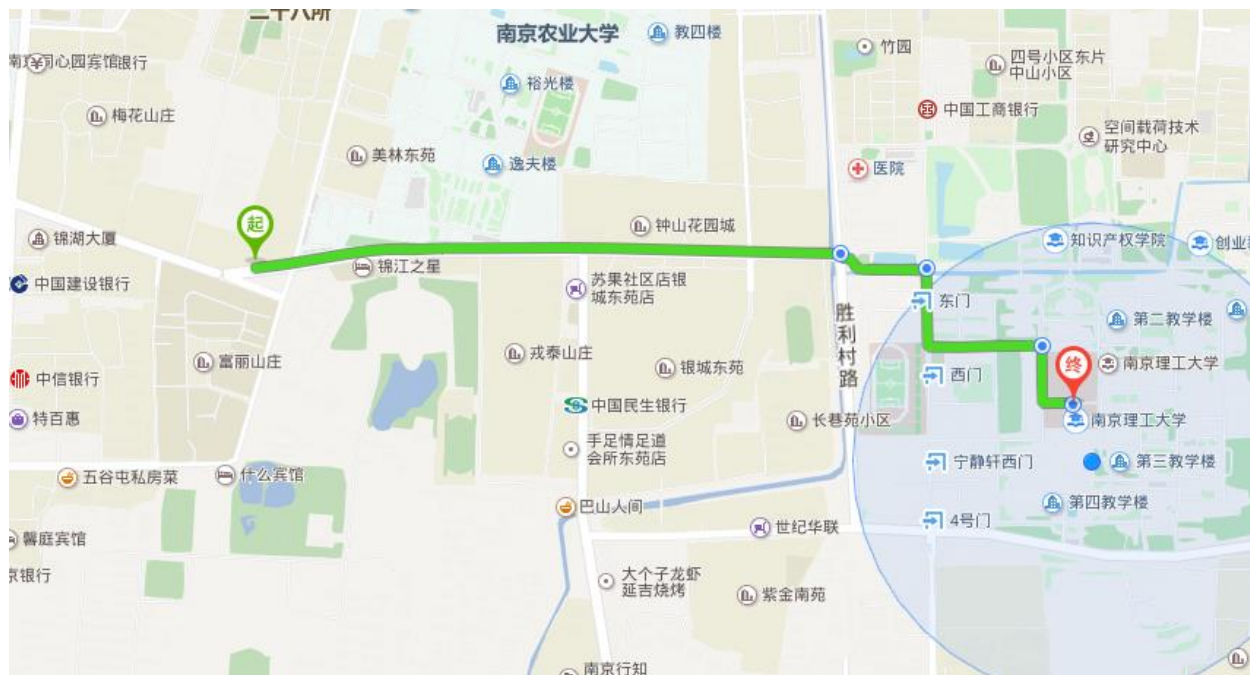 二十八所
南京农业大学
教四楼
竹园
四号小区东片
中山小区
裕光楼
梅花山庄
中国工商银行
空间载荷技术
研究中心
美林东苑
逸夫楼
医院
起
钟山花园城
锦湖大厦
知识产权学院
锦江之星
中国建设银行
苏果社区店银
城东苑店
东门
胜利村路
第二教学楼
戎泰山庄
富丽山庄
银城东苑
终
南京理工大学
中信银行
西门
中国民生银行
特百惠
长巷苑小区
南京理工大学
手足情足道
会所东苑店
宁静轩西门
第三教学楼
五谷屯私房菜
什么宾馆
巴山人间
第四教学楼
世纪华联
4号门
馨庭宾馆
京银行
大个子龙虾
延吉烧烤
紫金南苑
南京行知